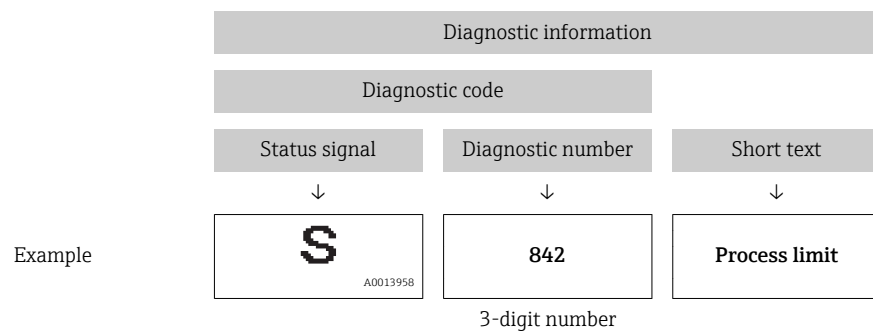 Diagnostic information
Diagnostic code
Status signal Diagnostic number Short text
↓ ↓ ↓
Example S 842 Process limit
A0013958
3-digit number